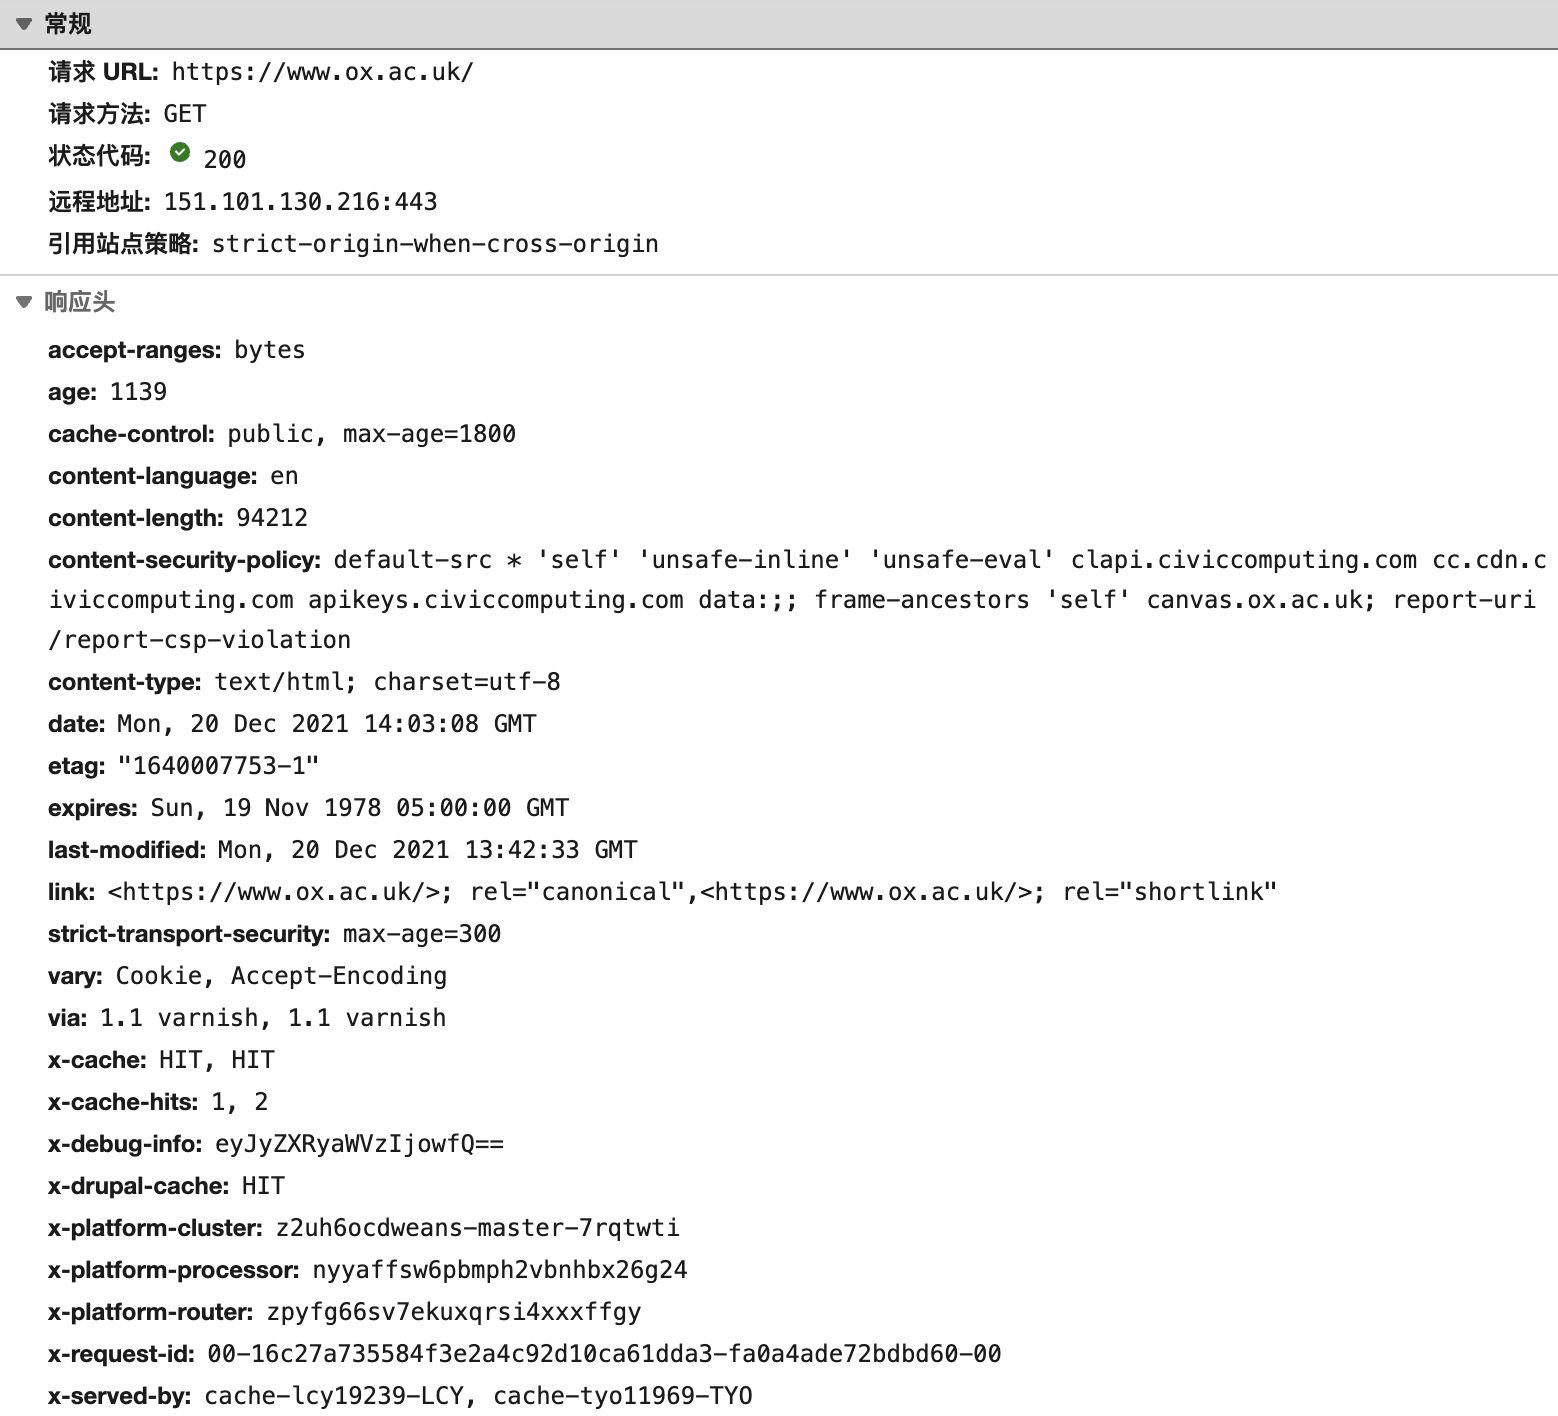 常规
请求 URL: https://www.ox.ac.uk/
请求方法: GET
状态代码: 200
远程地址: 151.101.130.216:443
引用站点策略: strict-origin-when-cross-origin
响应头
accept-ranges: bytes
age: 1139
cache-control: public, max-age=1800
content-language: en
content-length: 94212
content-security-policy: default-src * 'self' 'unsafe-inline' 'unsafe-eval' clapi.civiccomputing.com cc.cdn.c
iviccomputing.com apikeys.civiccomputing.com data:;; frame-ancestors 'self' canvas.ox.ac.uk; report-uri
/report-csp-violation
content-type: text/html; charset=utf-8
date: Mon, 20 Dec 2021 14:03:08 GMT
etag: "1640007753-1"
expires: Sun, 19 Nov 1978 05:00:00 GMT
last-modified: Mon, 20 Dec 2021 13:42:33 GMT
link: <https://www.ox.ac.uk/>; rel="canonical",<https://www.ox.ac.uk/>; rel="shortlink"
strict-transport-security: max-age=300
vary: Cookie, Accept-Encoding
via: 1.1 varnish, 1.1 varnish
x-cache: HIT, HIT
x-cache-hits: 1, 2
x-debug-info: eyJyZXRyaWVzIjowfQ==
x-drupal-cache: HIT
x-platform-cluster: z2uh6ocdweans-master-7rqtwti
x-platform-processor: nyyaffsw6pbmph2vbnhbx26g24
x-platform-router: zpyfg66sv7ekuxqrsi4xxxffgy
x-request-id: 00-16c27a735584f3e2a4c92d10ca61dda3-fa0a4ade72bdbd60-00
x-served-by: cache-lcy19239-LCY, cache-tyo11969-TYO